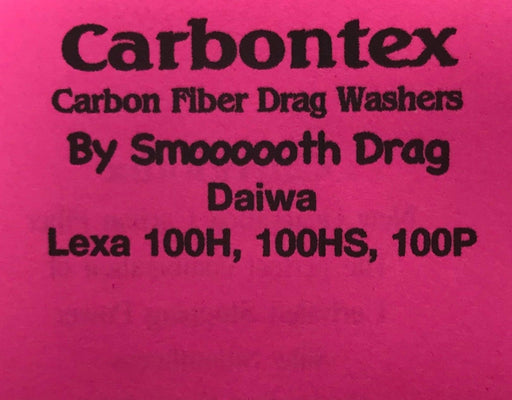 Carbontex
Carbon Fiber Drag Washers
By Smoooooth Drag
Daiwa
Lexa 100H, 100HS, 100P